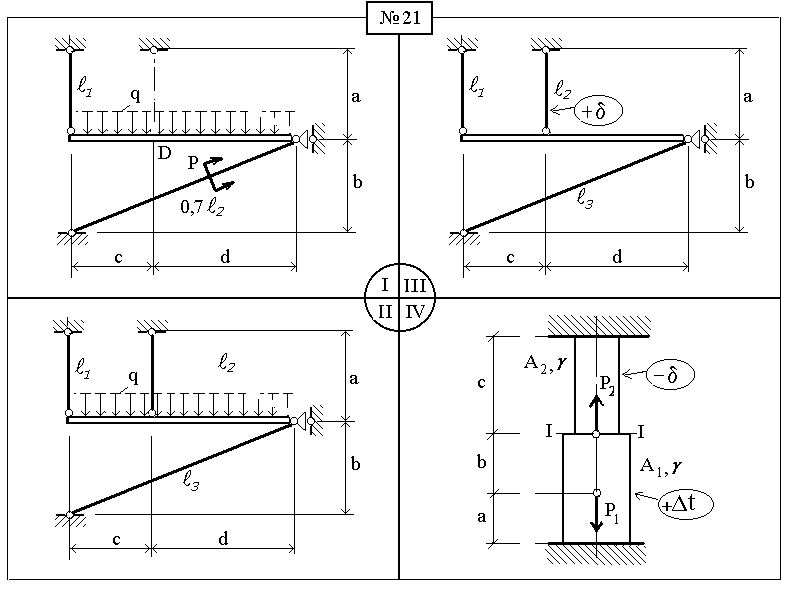 №21
ℓ1
q
a
D
P
0,7 ℓ2
b
c
d
ℓ1
ℓ2
+δ
a
ℓ3
b
c
d
I
III
II
IV
ℓ1
q
ℓ2
a
ℓ3
b
c
d
A2, γ
P2
−δ
c
I
I
b
A1, γ
a
P1
+Δt